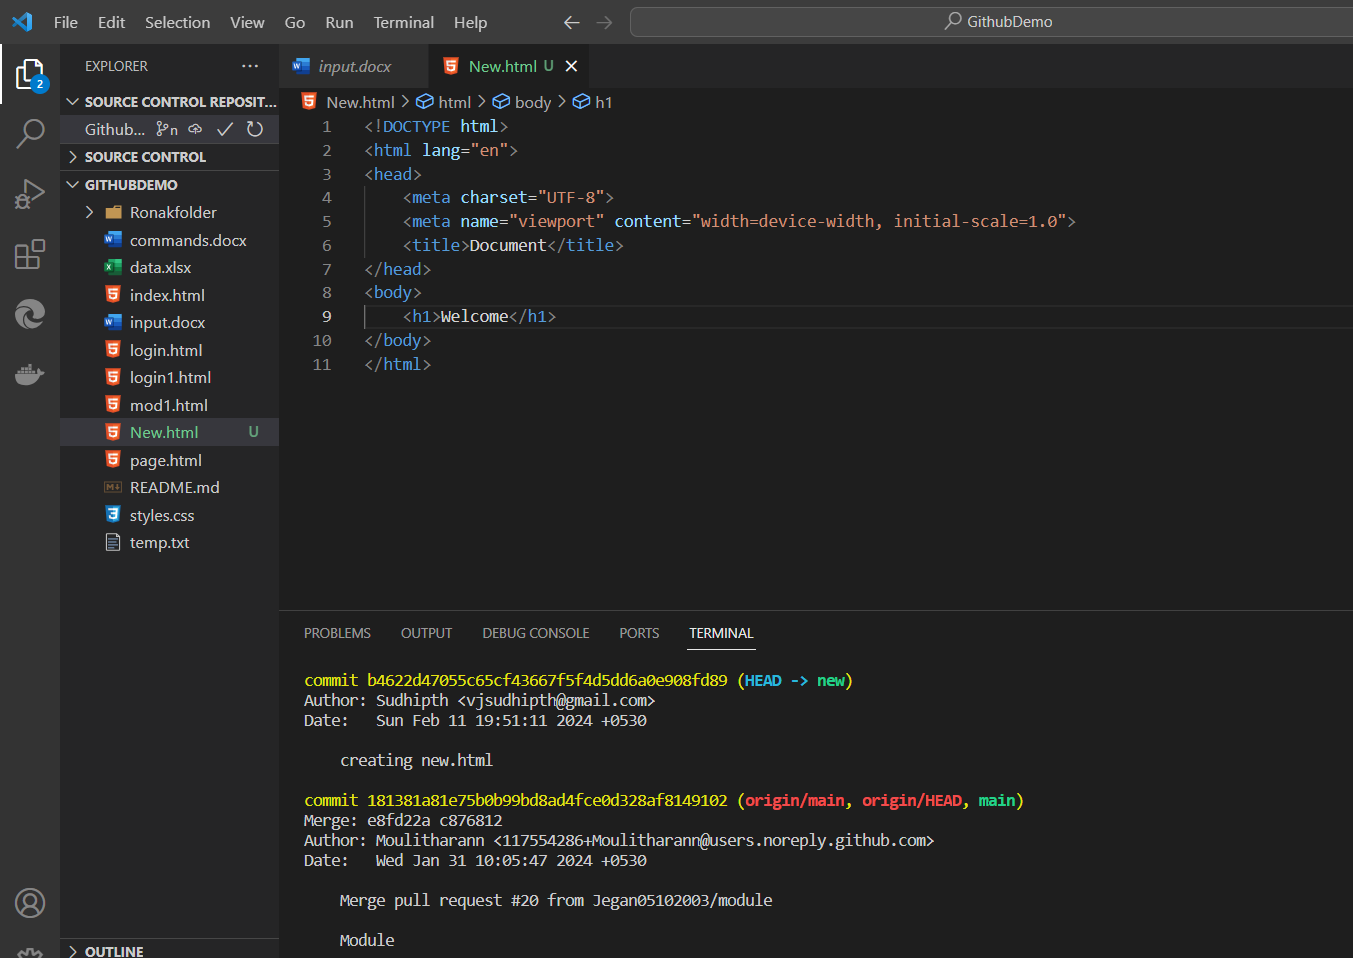 File Edit Selection View Go Run Terminal Help GithubDemo
EXPLORER
SOURCE CONTROL REPOSIT...
Github... n
SOURCE CONTROL
GITHUBDEMO
Ronakfolder
commands.docx
data.xlsx
index.html
input.docx
login.html
login1.html
mod1.html
New.html U
page.html
README.md
styles.css
temp.txt
OUTLINE
2
input.docx New.html U
New.html > html > body > h1
1 <!DOCTYPE html>
2 <html lang="en">
3 <head>
4 <meta charset="UTF-8">
5 <meta name="viewport" content="width=device-width, initial-scale=1.0">
6 <title>Document</title>
7 </head>
8 <body>
9 <h1>Welcome</h1>
10 </body>
11 </html>
PROBLEMS OUTPUT DEBUG CONSOLE PORTS TERMINAL
commit b4622d47055c65cf43667f5f4d5dd6a0e908fd89 (HEAD -> new)
Author: Sudhipth <vjsudhipth@gmail.com>
Date: Sun Feb 11 19:51:11 2024 +0530
creating new.html
commit 181381a81e75b0b99bd8ad4fce0d328af8149102 (origin/main, origin/HEAD, main)
Merge: e8fd22a c876812
Author: Moulitharann <117554286+Moulitharann@users.noreply.github.com>
Date: Wed Jan 31 10:05:47 2024 +0530
Merge pull request #20 from Jegan05102003/module
Module